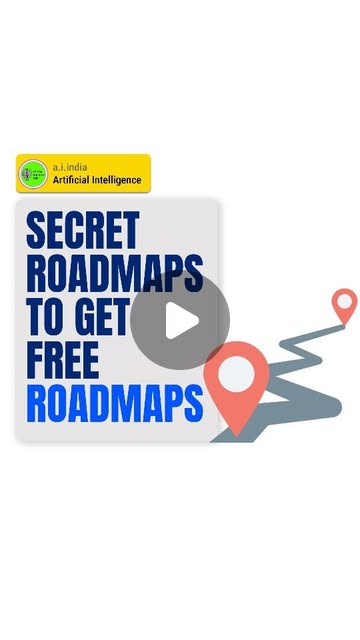 a.i.india
Artificial Intelligence
SECRET
ROADMAPS
TO GET
FREE
ROADMAPS